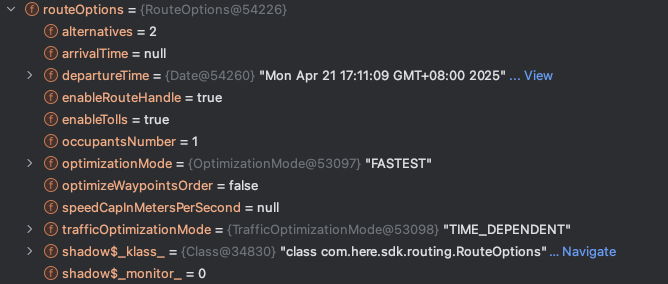 routeOptions = {RouteOptions@54226}
alternatives = 2
arrivalTime = null
departureTime = {Date@54260} "Mon Apr 21 17:11:09 GMT+08:00 2025" ... View
enableRouteHandle = true
enableTolls = true
occupantsNumber = 1
optimizationMode = {OptimizationMode@53097} "FASTEST"
optimizeWaypointsOrder = false
speedCapInMetersPerSecond = null
trafficOptimizationMode = {TrafficOptimizationMode@53098} "TIME_DEPENDENT"
shadow$_klass_ = {Class@34830} "class com.here.sdk.routing.RouteOptions" ... Navigate
shadow$_monitor_ = 0